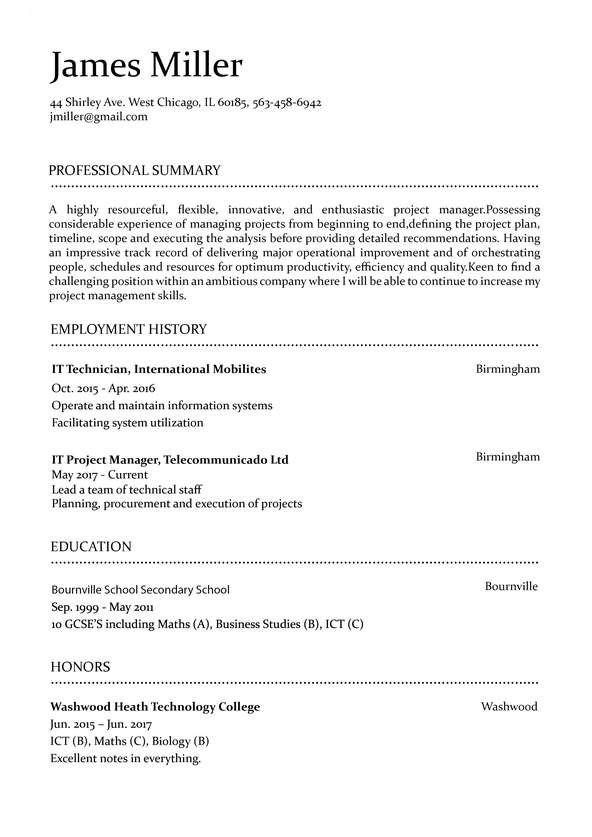 James Miller
44 Shirley Ave. West Chicago, IL 60185, 563-458-6942
jmiller@gmail.com
PROFESSIONAL SUMMARY
A highly resourceful, flexible, innovative, and enthusiastic project manager.Possessing
considerable experience of managing projects from beginning to end,defining the project plan,
timeline, scope and executing the analysis before providing detailed recommendations. Having
an impressive track record of delivering major operational improvement and of orchestrating
people, schedules and resources for optimum productivity, efficiency and quality.Keen to find a
challenging position within an ambitious company where I will be able to continue to increase my
project management skills.
EMPLOYMENT HISTORY
IT Technician, International Mobilites Birmingham
Oct. 2015 - Apr. 2016
Operate and maintain information systems
Facilitating system utilization
IT Project Manager, Telecommunicado Ltd Birmingham
May 2017 - Current
Lead a team of technical staff
Planning, procurement and execution of projects
EDUCATION
Bournville School Secondary School Bournville
Sep. 1999 - May 2011
10 GCSE'S including Maths (A), Business Studies (B), ICT (C)
HONORS
Washwood Heath Technology College Washwood
Jun. 2015 – Jun. 2017
ICT (B), Maths (C), Biology (B)
Excellent notes in everything.